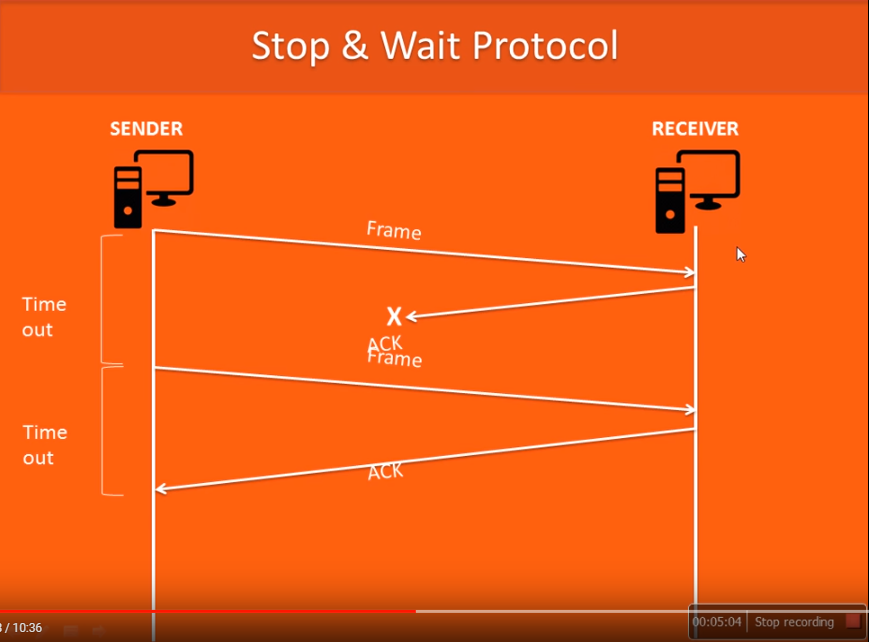 Stop & Wait Protocol
SENDER
RECEIVER
Frame
Time
out
X
ACK
Frame
Time
out
ACK
/ 10:36
00:05:04
Stop recording